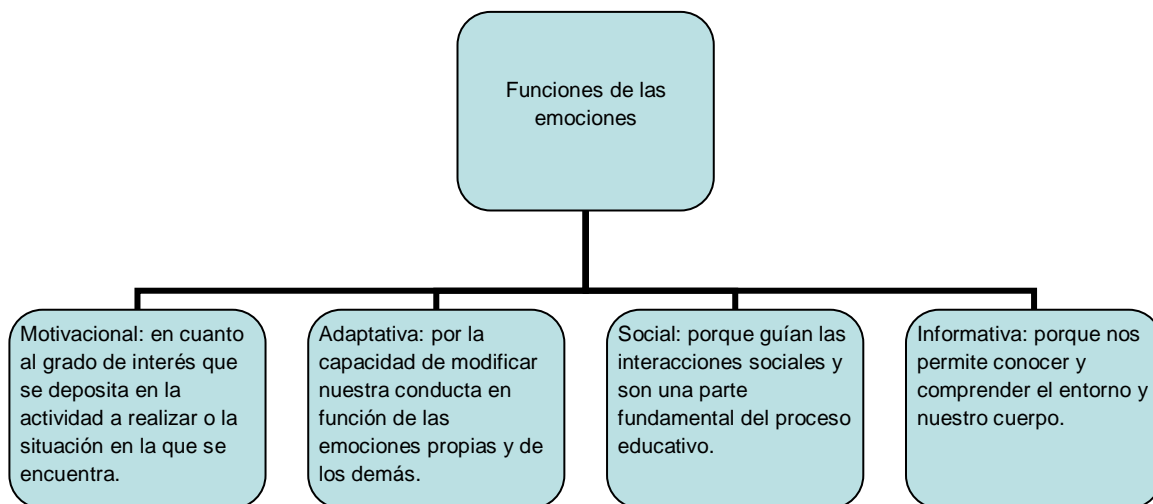 Funciones de las
emociones
Motivacional: en cuanto
al grado de interés que
se deposita en la
actividad a realizar o la
situación en la que se
encuentra.
Adaptativa: por la
capacidad de modificar
nuestra conducta en
función de las
emociones propias y de
los demás.
Social: porque guían las
interacciones sociales y
son una parte
fundamental del proceso
educativo.
Informativa: porque nos
permite conocer y
comprender el entorno y
nuestro cuerpo.